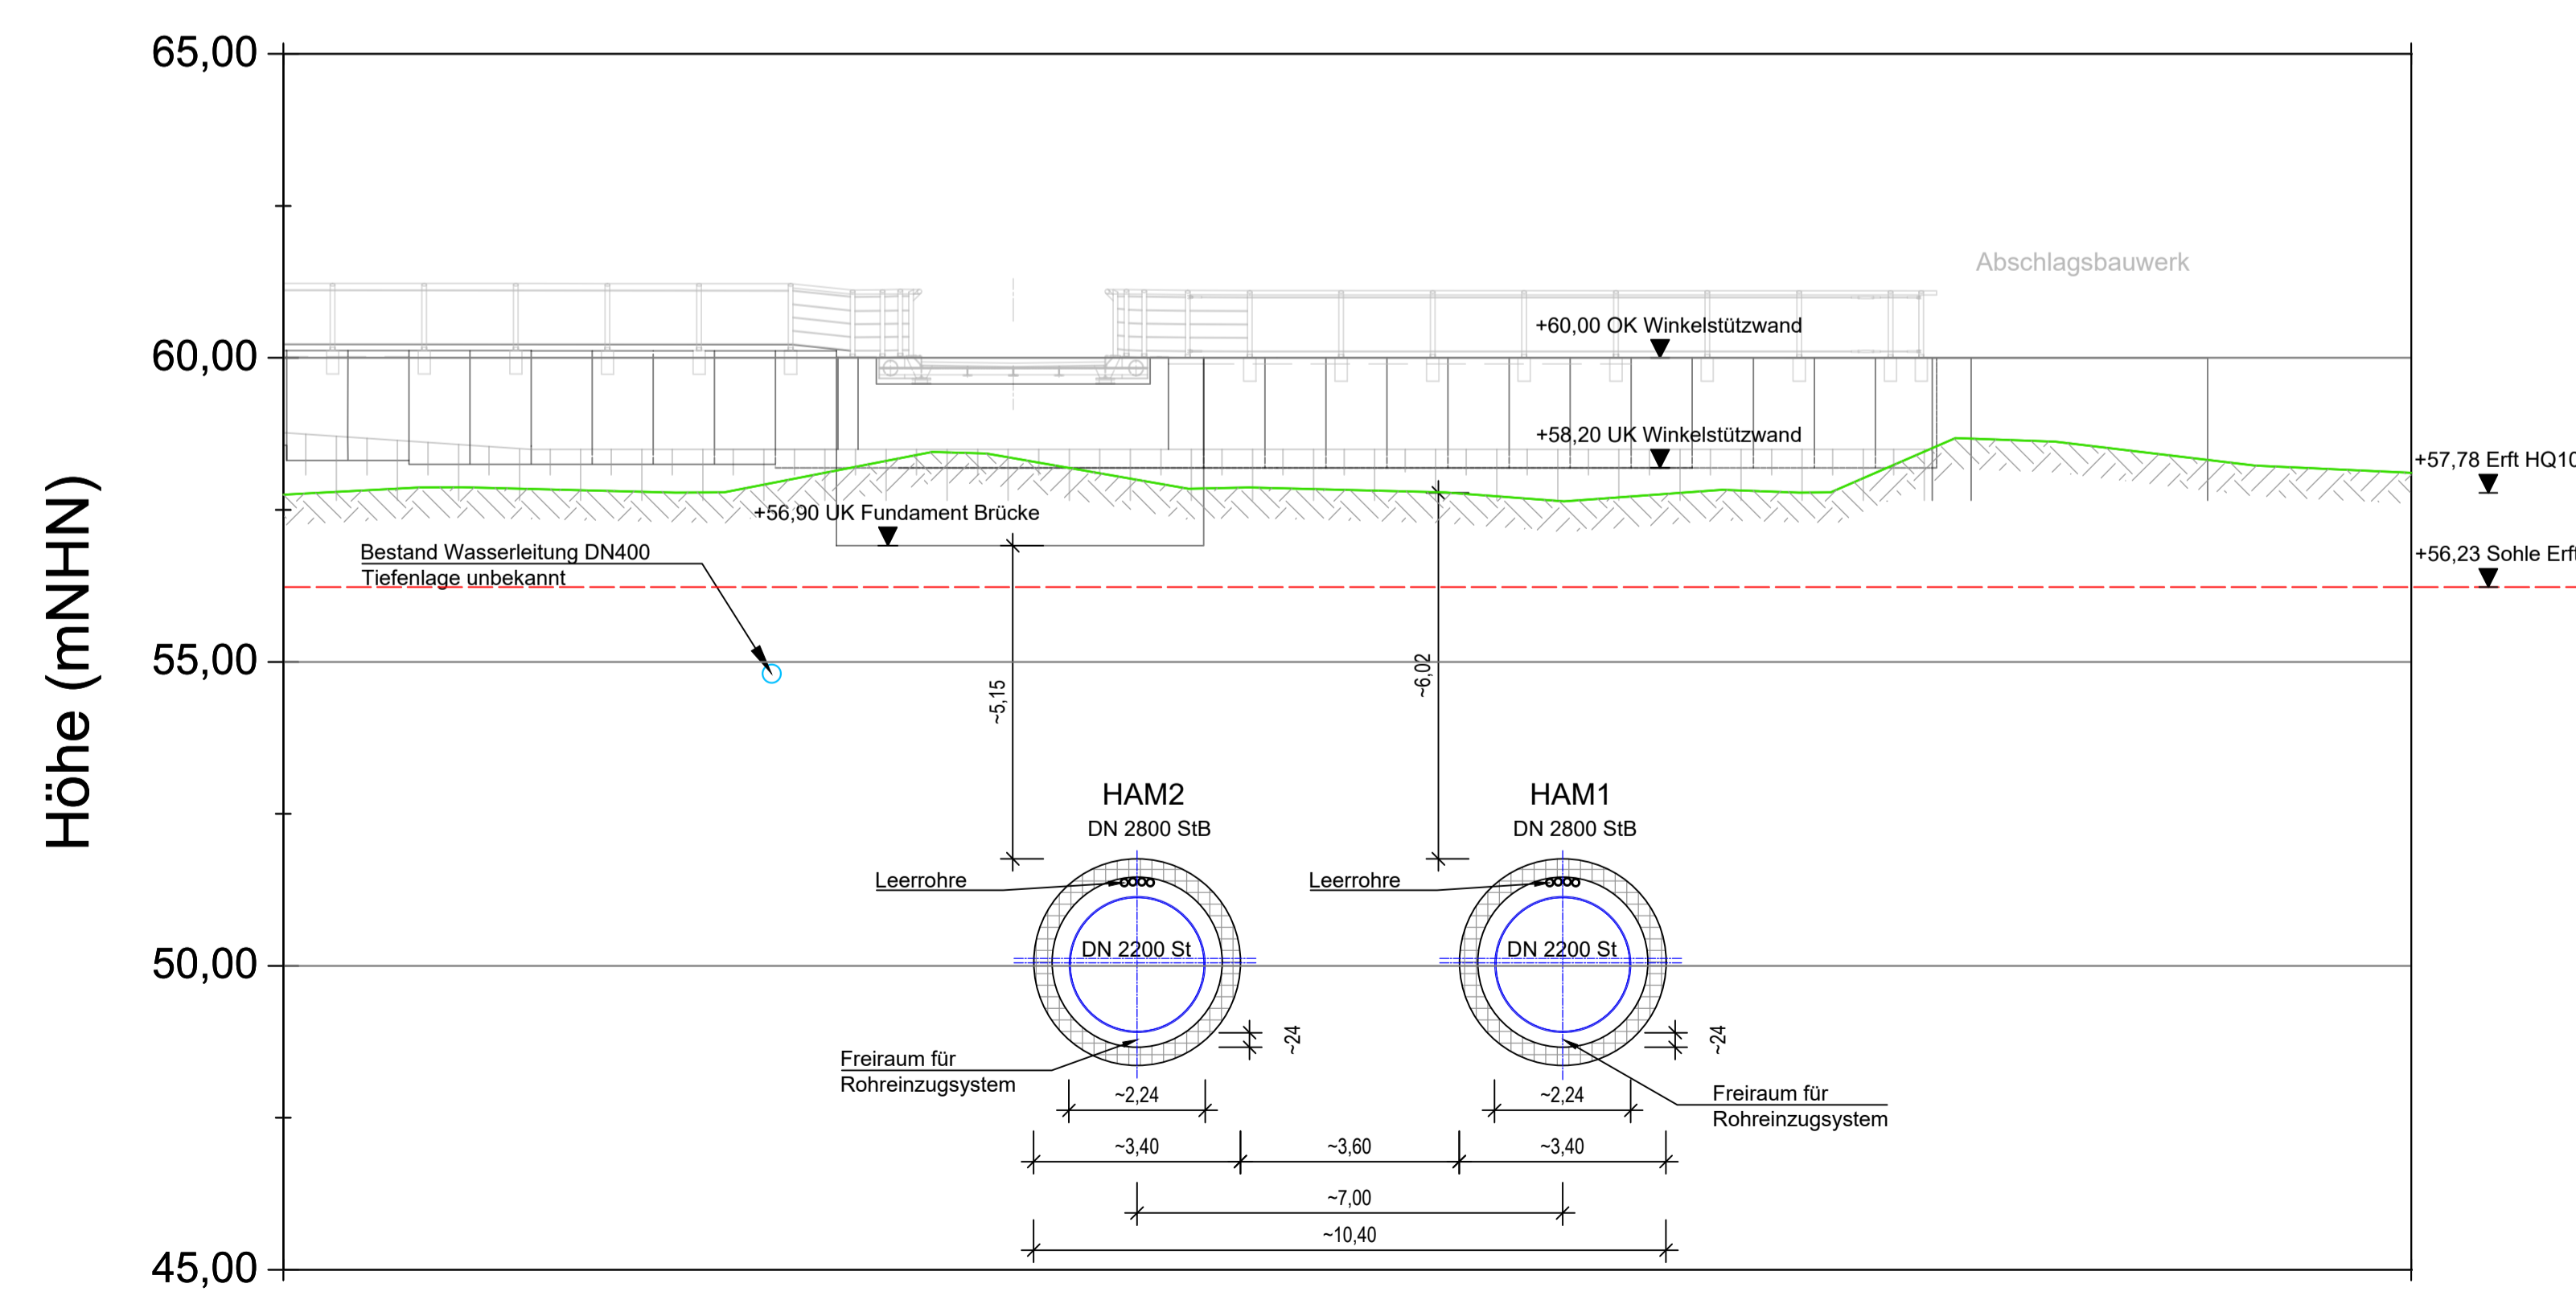 65,00
Abschlagsbauwerk
+60,00 OK Winkelstützwand
60,00
+58,20 UK Winkelstützwand
+57,78 Erft HQ10
+56,90 UK Fundament Brücke
Bestand Wasserleitung DN400
Tiefenlage unbekannt
+56,23 Sohle Erft
Höhe (mNHN)
55,00
~5,15
~6,02
HAM2
DN 2800 StB
HAM1
DN 2800 StB
Leerrohre
Leerrohre
DN 2200 St
DN 2200 St
50,00
~24
~24
Freiraum für
Rohreinzugsystem
Freiraum für
Rohreinzugsystem
~2,24
~2,24
~3,40
~3,60
~3,40
~7,00
~10,40
45,00